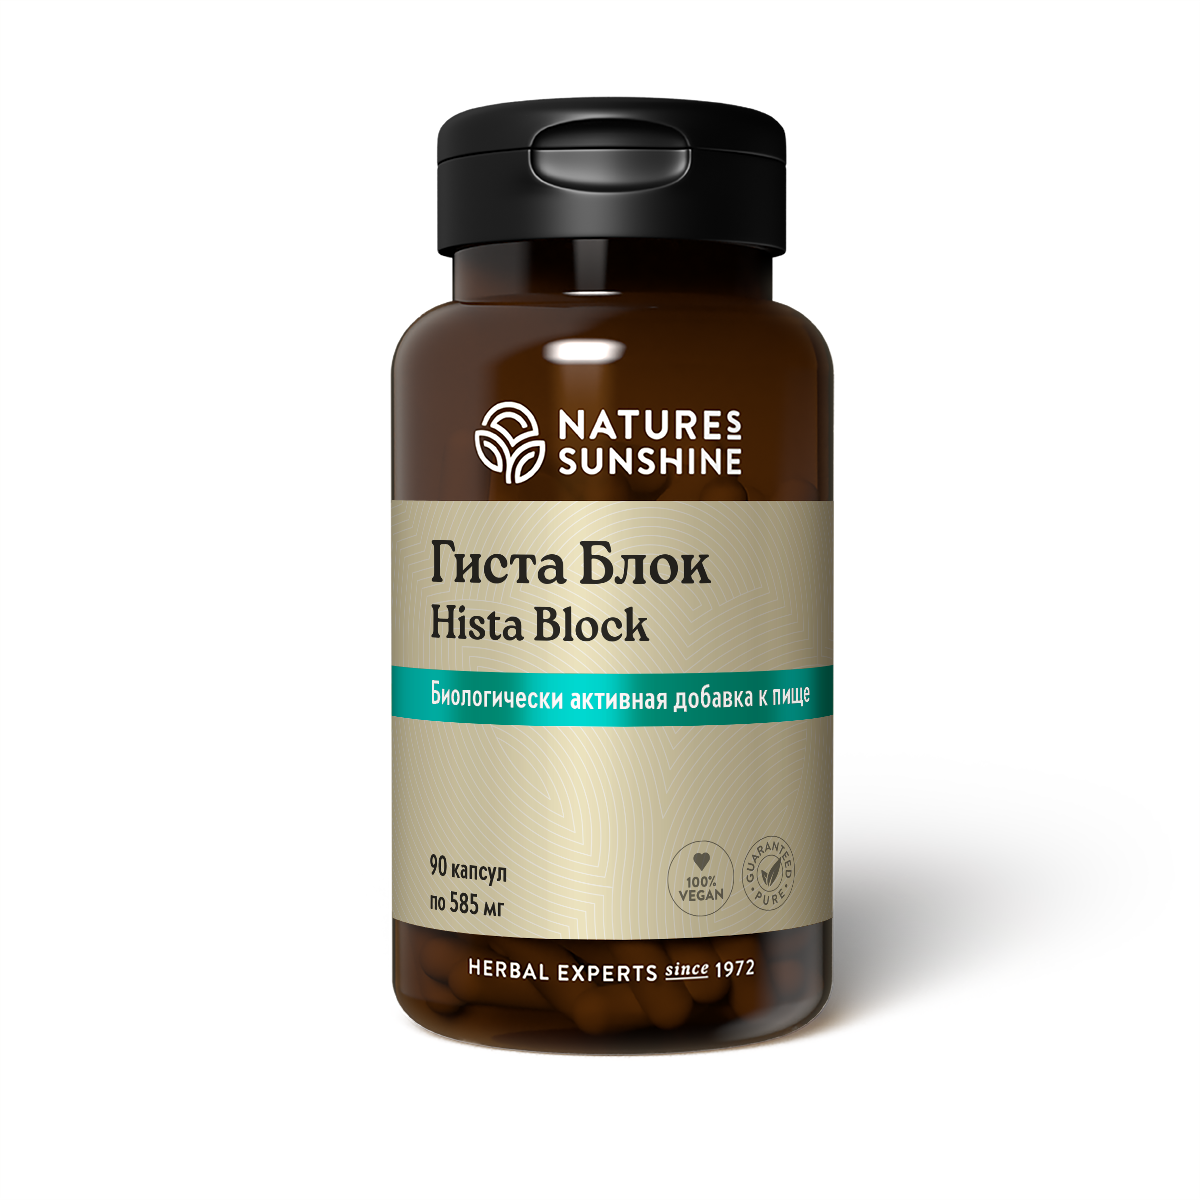 NATURES
SUNSHINE
Гиста Блок
Hista Block
Биологически активная добавка к пище
90 капсул
по 585 мг
100%
VEGAN
GUARANTEED
PURE
HERBAL EXPERTS since 1972